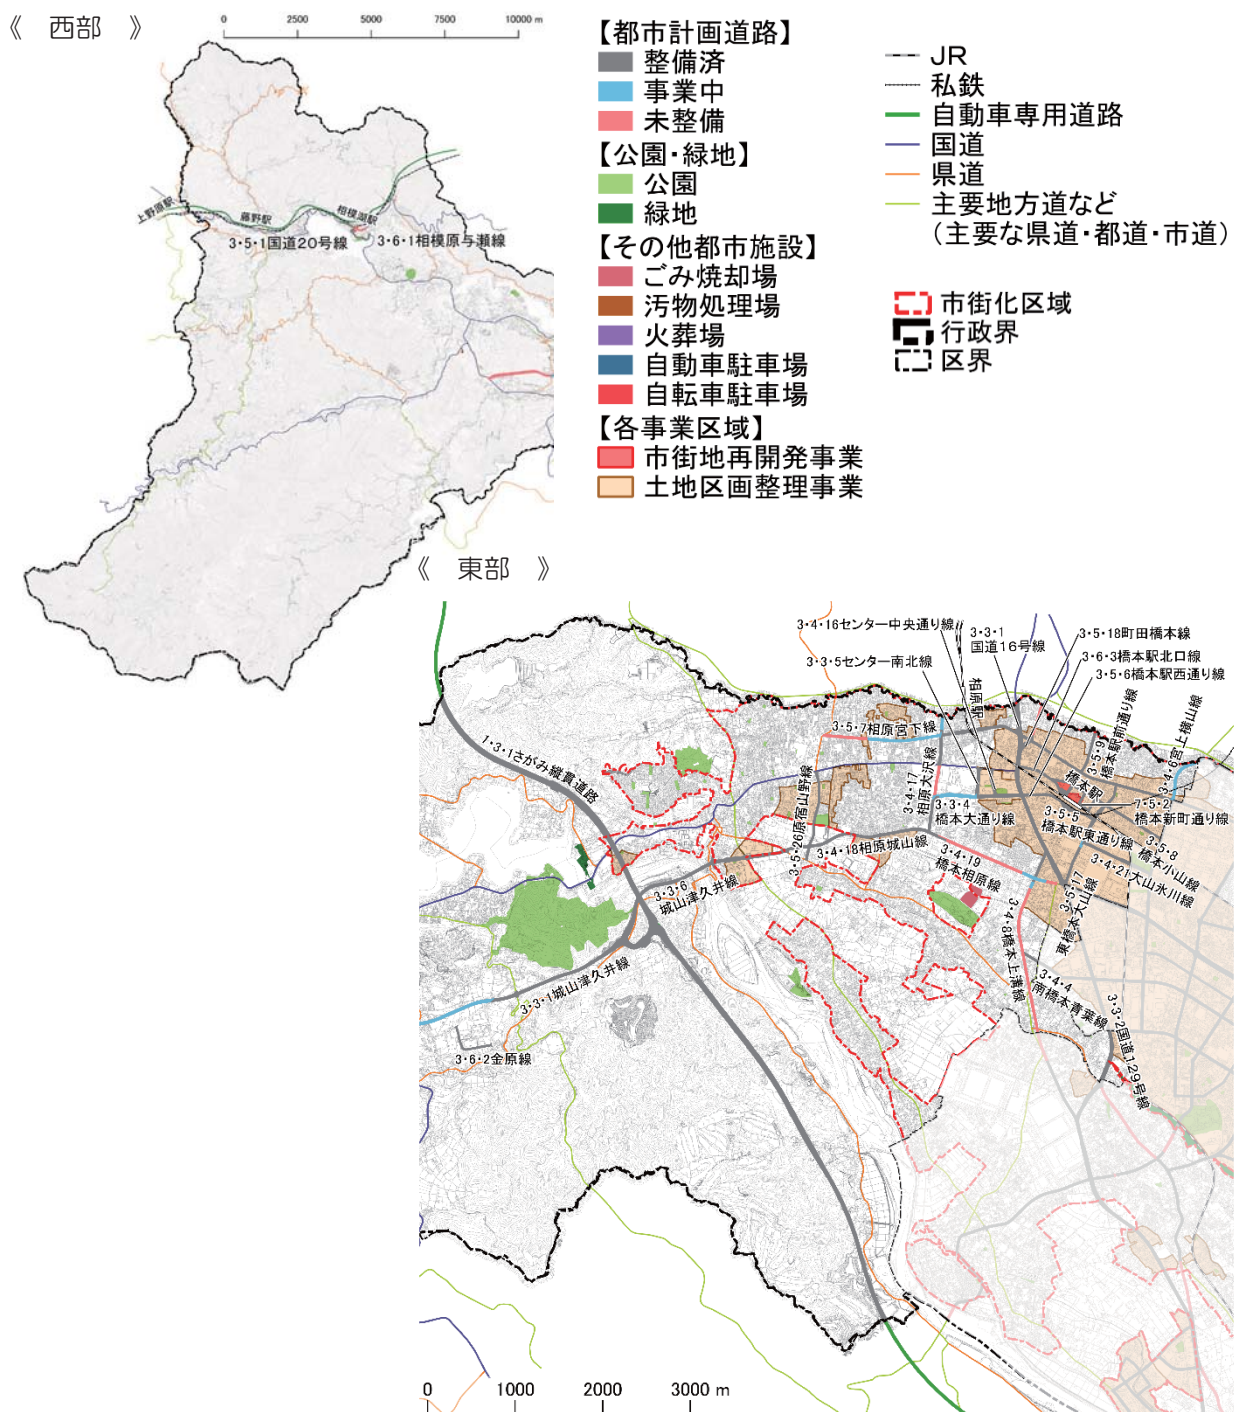 《 西部 》
0 2500 5000 10000 m
上野原駅
藤野駅
相模湖駅
3・5・1国道20号線
3・6・1相模原与瀬線
【都市計画道路】
整備済
事業中
未整備
【公園・緑地】
公園
緑地
【その他都市施設】
ごみ焼却場
汚物処理場
火葬場
自動車駐車場
自転車駐車場
【各事業区域】
市街地再開発事業
土地区画整理事業
JR
私鉄
自動車専用道路
国道
県道
主要地方道など
(主要な県道・都道・市道)
市街化区域
行政界
区界
《 東部 》
3・4・16センター中央通り線
3・3・5センター南北線
3・3・1
国道16号線
3・5・18町田橋本線
3・6・3橋本駅北口線
3・5・6橋本駅西通り線
相原駅
3・5・7相原宮下線
3・5・9
橋本駅前通り線
3・4・6宮上横山線
1・3・1さがみ縦貫道路
3・4・17
相原大沢線
3・3・4
橋本大通り線
橋本駅
7・5・2
橋本新町通り線
3・5・5
橋本駅東通り線
3・5・8
橋本小山線
3・5・26原宿山野線
3・4・18相原城山線
3・4・19
橋本相原線
3・4・21大山氷川線
3・5・17
東橋本大山線
3・3・6
城山津久井線
3・4・8橋本上溝線
3・4・4
南橋本青葉線
3・3・1城山津久井線
3・3・2国道129号線
3・6・2金原線
0 1000 2000 3000 m